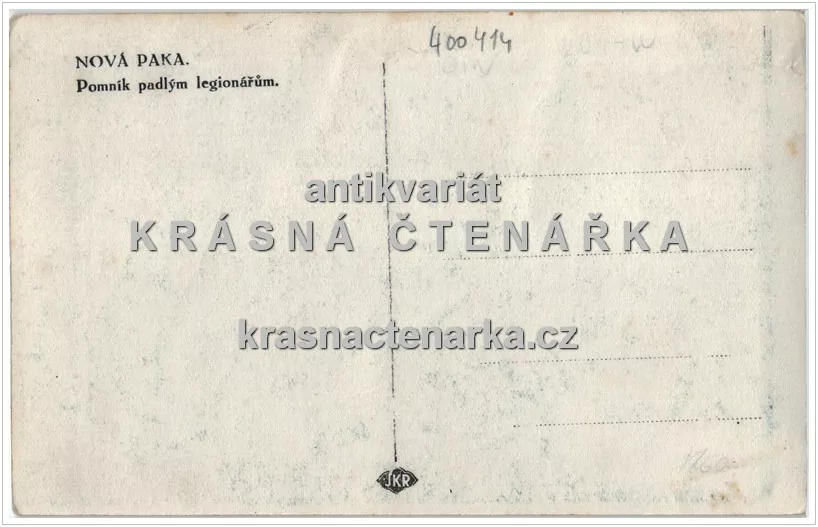 400414
NOVÁ PAKA.
Pomník padlým legionářům.
antikvariát
KRÁSNÁ ČTENÁŘKA
krasnactenarka.cz
JKR